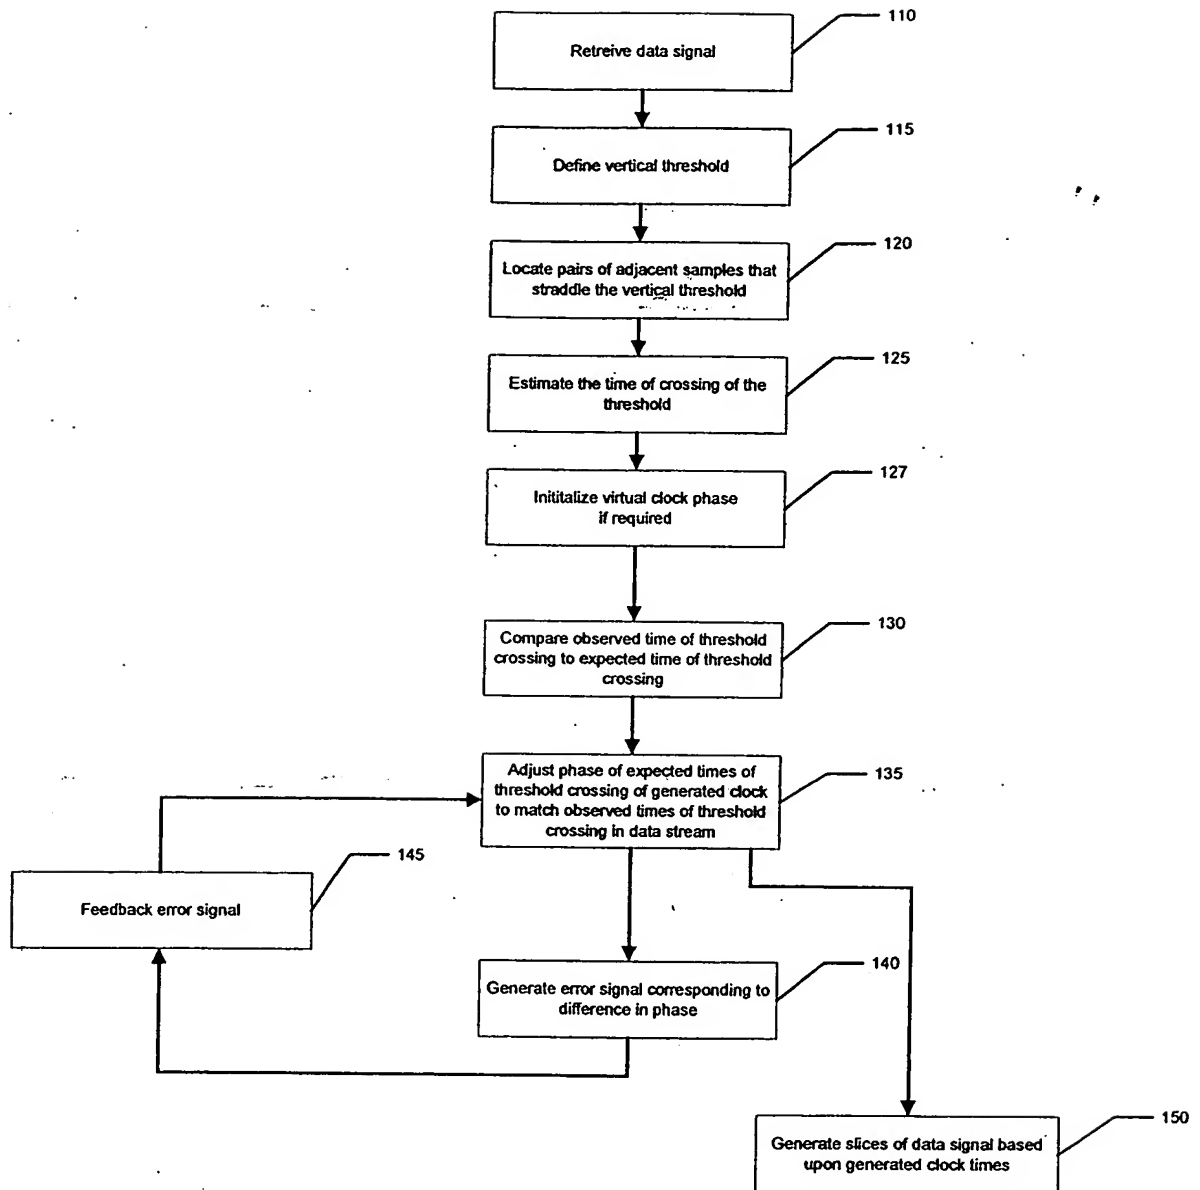 110
Retreive data signal
115
Define vertical threshold
120
Locate pairs of adjacent samples that
straddle the vertical threshold
125
Estimate the time of crossing of the
threshold
127
Inititalize virtual clock phase
if required
130
Compare observed time of threshold
crossing to expected time of threshold
crossing
135
Adjust phase of expected times of
threshold crossing of generated clock
to match observed times of threshold
crossing in data stream
145
Feedback error signal
140
Generate error signal corresponding to
difference in phase
150
Generate slices of data signal based
upon generated clock times